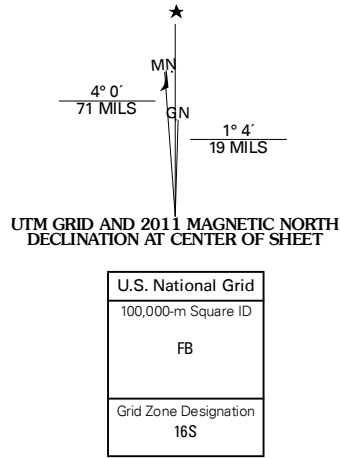 ★
MN
4° 0´
71 MILS
GN
1° 4´
19 MILS
UTM GRID AND 2011 MAGNETIC NORTH
DECLINATION AT CENTER OF SHEET
U.S. National Grid
100,000-m Square ID
FB
Grid Zone Designation
16S